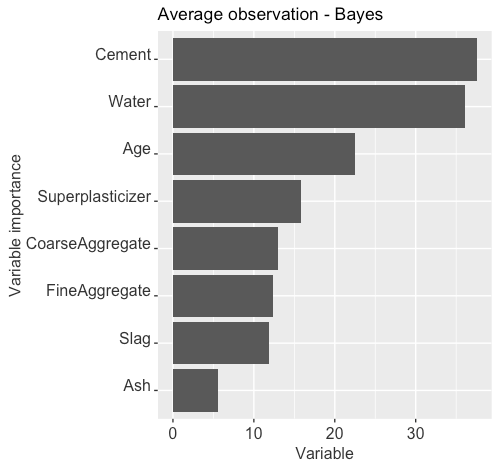 Average observation - Bayes
Variable importance
Cement
Water
Age
Superplasticizer
CoarseAggregate
FineAggregate
Slag
Ash
0 10 20 30
Variable